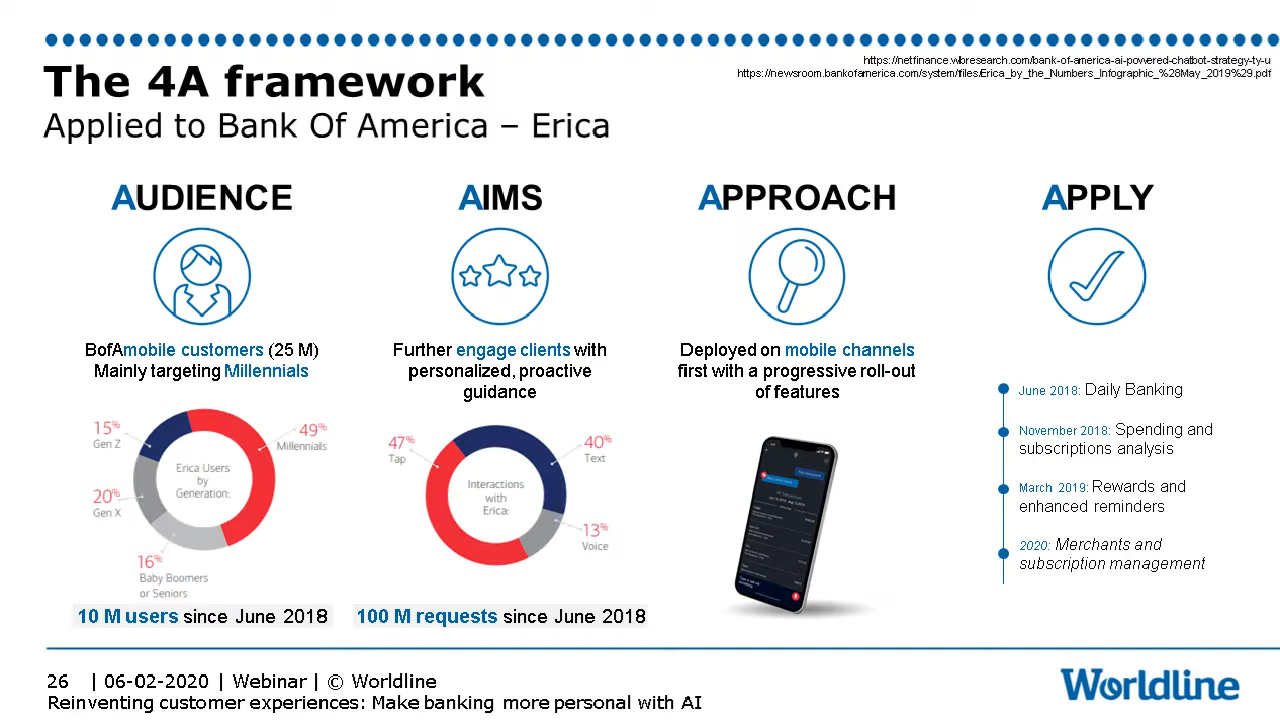 https://netfinance.wbresearch.com/bank-of-america-ai-powered-chatbot-strategy-ty-u
https://newsroom.bankofamerica.com/system/files/Erica_by_the_Numbers_Infographic_%28May_2019%29.pdf
The 4A framework
Applied to Bank Of America – Erica
AUDIENCE
BofAmobile customers (25 M)
Mainly targeting Millennials
15%
Gen Z
49%
Millennials
Erica Users
by
Generation:
20%
Gen X
16%
Baby Boomers
or Seniors
10 M users since June 2018
AIMS
Further engage clients with
personalized, proactive
guidance
47%
Tap
40%
Text
Interactions
with
Erica:
13%
Voice
100 M requests since June 2018
APPROACH
Deployed on mobile channels
first with a progressive roll-out
of features
APPLY
June 2018: Daily Banking
November 2018: Spending and
subscriptions analysis
March 2019: Rewards and
enhanced reminders
2020: Merchants and
subscription management
26 | 06-02-2020 | Webinar | © Worldline
Reinventing customer experiences: Make banking more personal with AI
Worldline